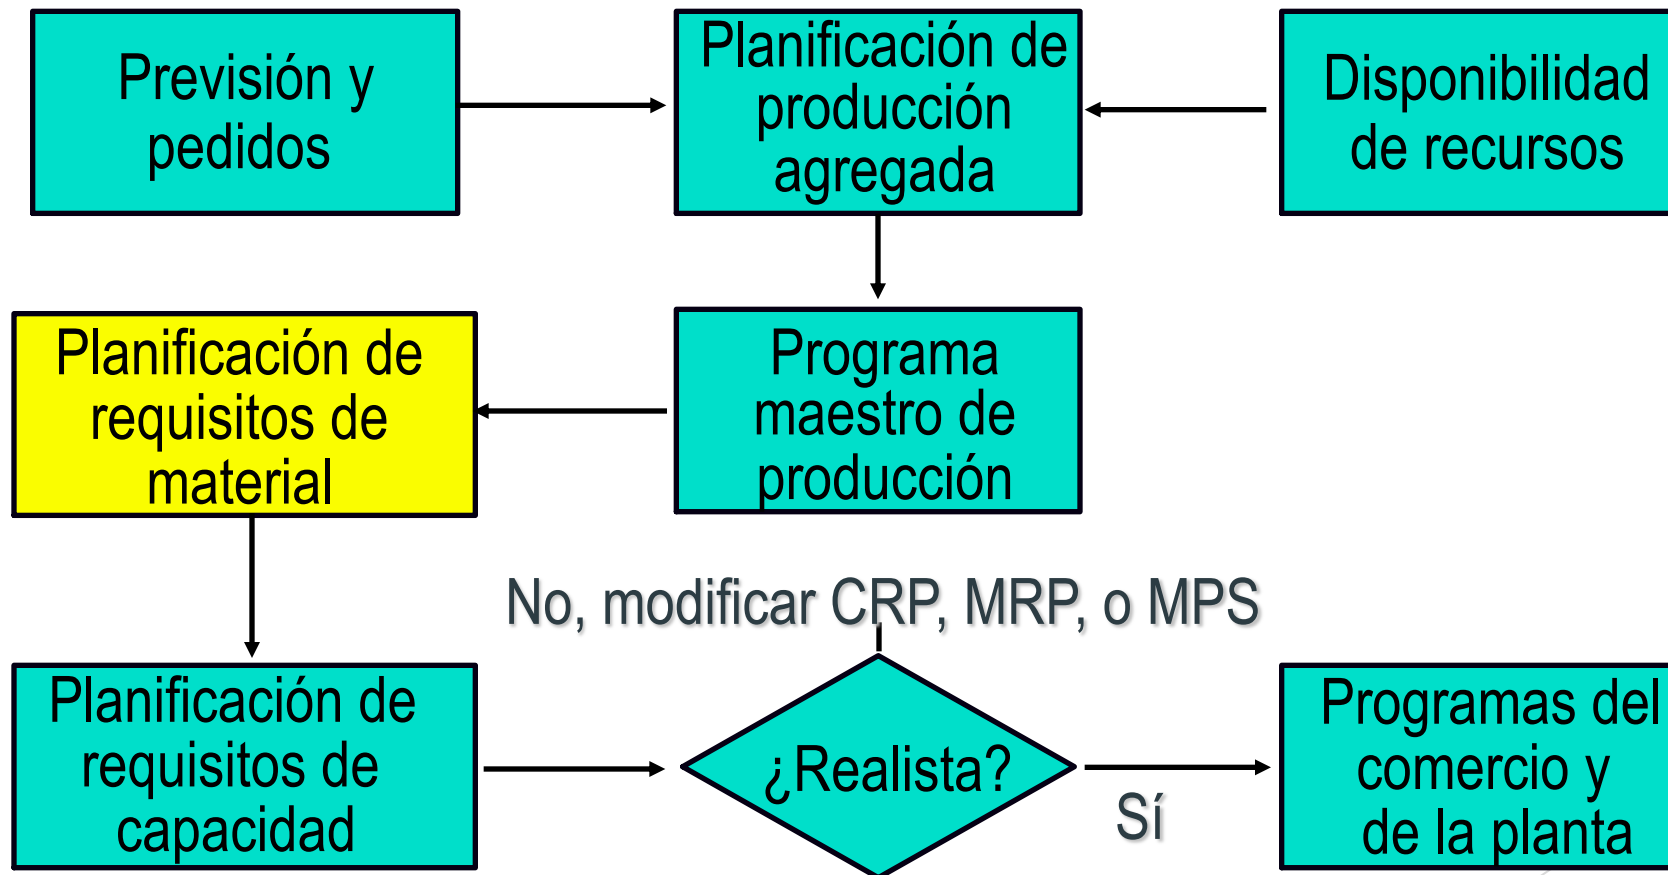 Previsión y
pedidos
Planificación de
producción
agregada
Disponibilidad
de recursos
Planificación de
requisitos de
material
Programa
maestro de
producción
No, modificar CRP, MRP, o MPS
Planificación de
requisitos de
capacidad
¿Realista?
Sí
Programas del
comercio y
de la planta